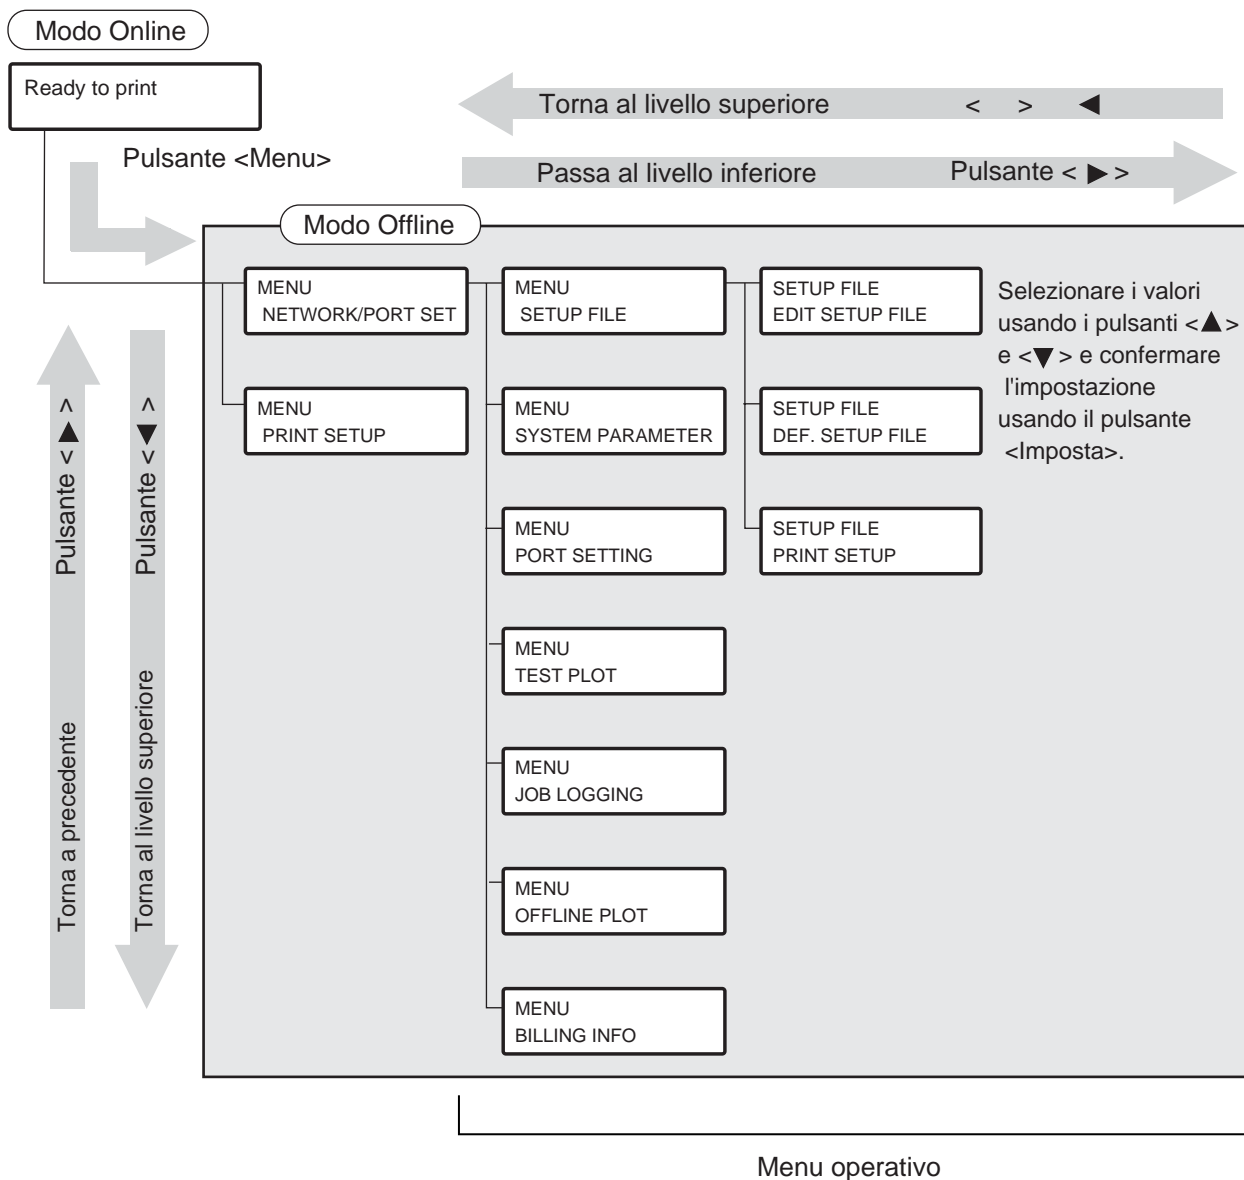 Modo Online
Ready to print
Torna al livello superiore < > ◀
Pulsante <Menu>
Passa al livello inferiore Pulsante < ▶ >
Modo Offline
MENU
NETWORK/PORT SET
MENU
SETUP FILE
SETUP FILE
EDIT SETUP FILE
Selezionare i valori
usando i pulsanti <▲>
e <▼> e confermare
l'impostazione
usando il pulsante
<Imposta>.
MENU
PRINT SETUP
MENU
SYSTEM PARAMETER
SETUP FILE
DEF. SETUP FILE
MENU
PORT SETTING
SETUP FILE
PRINT SETUP
MENU
TEST PLOT
MENU
JOB LOGGING
MENU
OFFLINE PLOT
MENU
BILLING INFO
Torna a precedente Pulsante < ▲ >
Torna al livello superiore Pulsante < ▼ >
Menu operativo